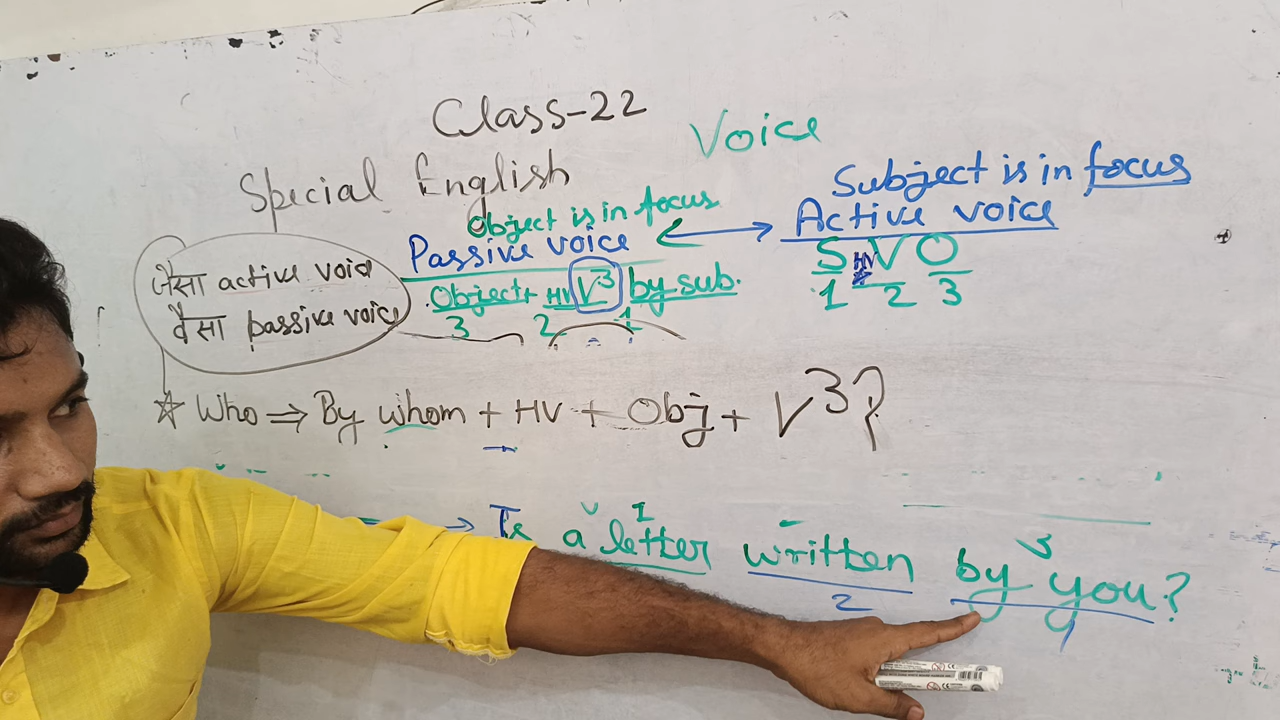 Class-22
Voice
Special English
Subject is in focus
Object is in focus
Active voice
Passive voice
S HV V O
1 2 3
Object + HV V³ by sub.
3 2 1
जैसा active voice
वैसा passive voice
☆ Who ⇒ By whom + HV + Obj + V³?
→ Is a letter written by you?
2 1